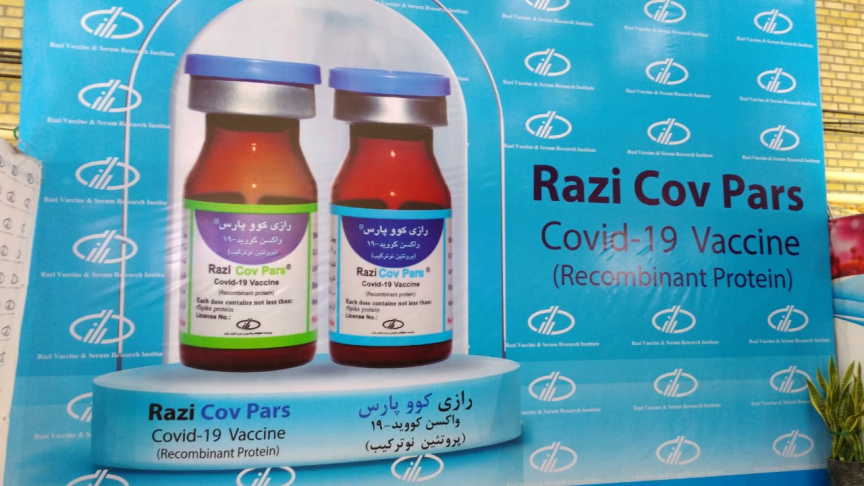 رازی کوو پارس®
واکسن کووید-۱۹
(پروتئین نوترکیب)
Razi Cov Pars®
Covid-19 Vaccine
(Recombinant protein)
Each dose contains not less than:
rSpike protein
License No.:
رازی کوو پارس®
واکسن کووید-۱۹
(پروتئین نوترکیب)
Razi Cov Pars®
Covid-19 Vaccine
(Recombinant protein)
Each dose contains not less than:
rSpike protein
License No.:
Razi Cov Pars
Covid-19 Vaccine
(Recombinant Protein)
رازی کوو پارس
واکسن کووید-۱۹
(پروتئین نوترکیب)
Razi Cov Pars
Covid-19 Vaccine
(Recombinant Protein)
Razi Vaccine & Serum Research Institute